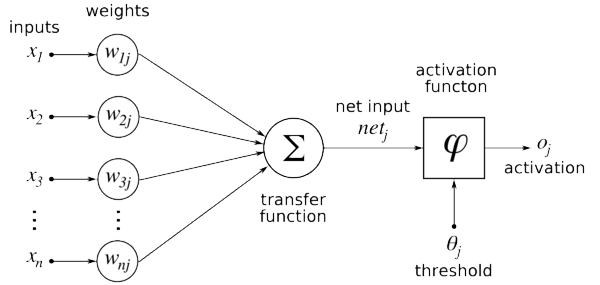 weights
inputs
x1 w1j
activation
functon
net input
netj
x2 w2j
Σ φ oj
activation
x3 w3j
transfer
function
⋮ ⋮
θj
threshold
xn wnj